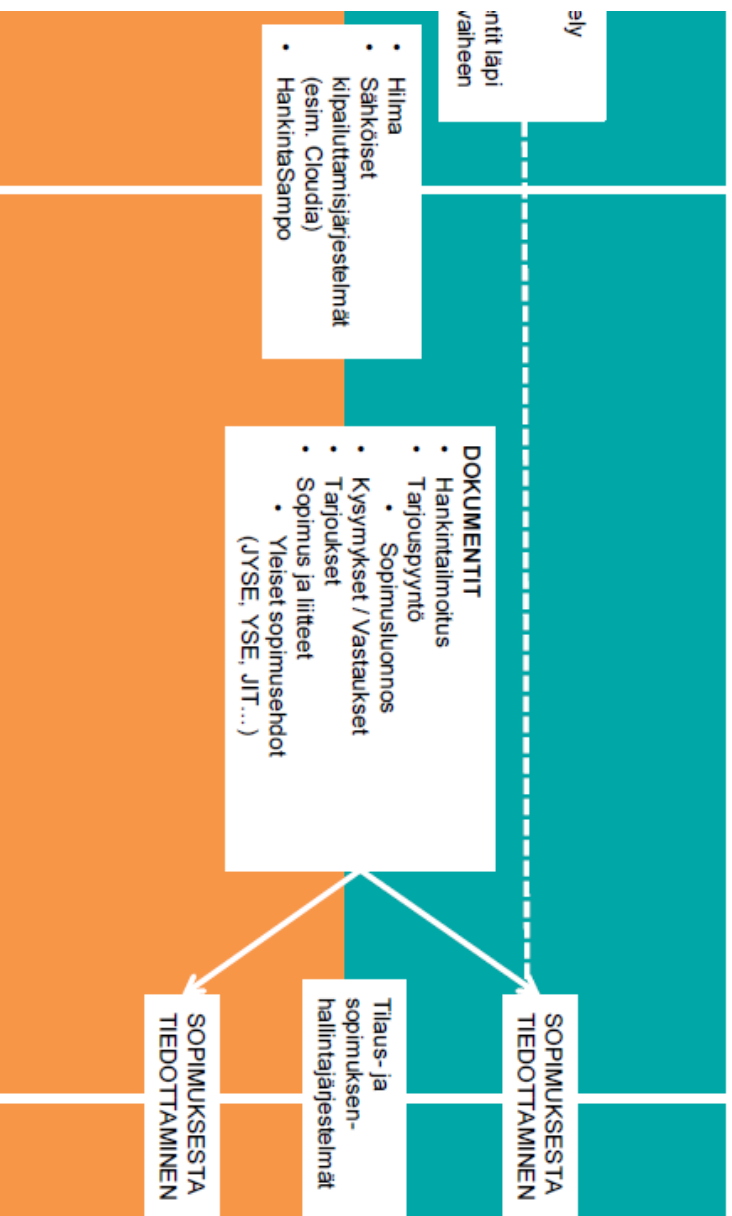 ely
ntit läpi
vaiheen
• Hilma
• Sähköiset
kilpailuttamisjärjestelmät
(esim. Cloudia)
• HankintaSampo
DOKUMENTIT
• Hankintailmoitus
• Tarjouspyyntö
• Sopimusluonnos
• Kysymykset / Vastaukset
• Tarjoukset
• Sopimus ja liitteet
• Yleiset sopimusehdot
(JYSE, YSE, JIT…)
SOPIMUKSESTA
TIEDOTTAMINEN
Tilaus- ja
sopimuksen-
hallintajärjestelmät
SOPIMUKSESTA
TIEDOTTAMINEN